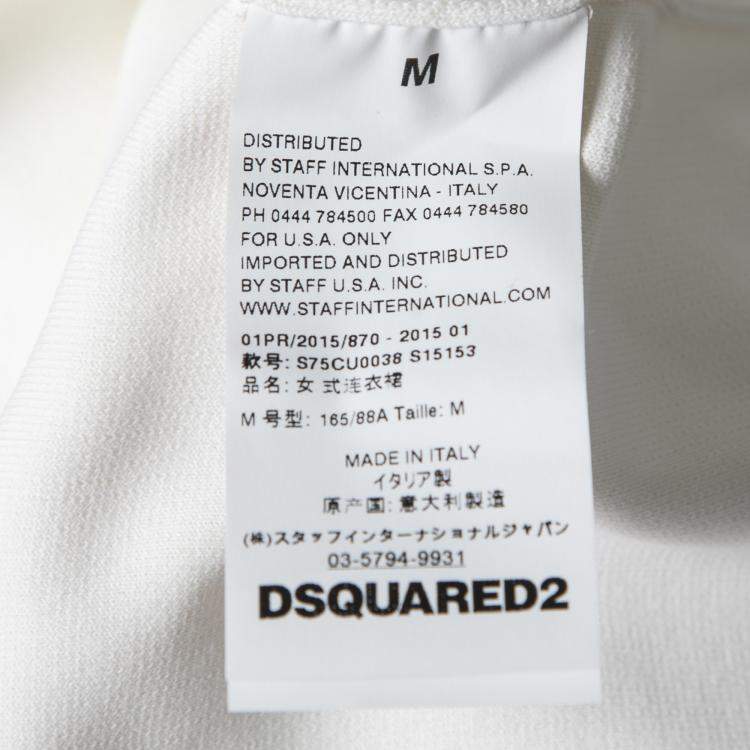 M
DISTRIBUTED
BY STAFF INTERNATIONAL S.P.A.
NOVENTA VICENTINA - ITALY
PH 0444 784500 FAX 0444 784580
FOR U.S.A. ONLY
IMPORTED AND DISTRIBUTED
BY STAFF U.S.A. INC.
WWW.STAFFINTERNATIONAL.COM
01PR/2015/870 - 2015 01
款号: S75CU0038 S15153
品名: 女 式连衣裙
M 号型: 165/88A Taille: M
MADE IN ITALY
イタリア製
原产国: 意大利製造
(株)スタッフインターナショナルジャパン
03-5794-9931
DSQUARED2